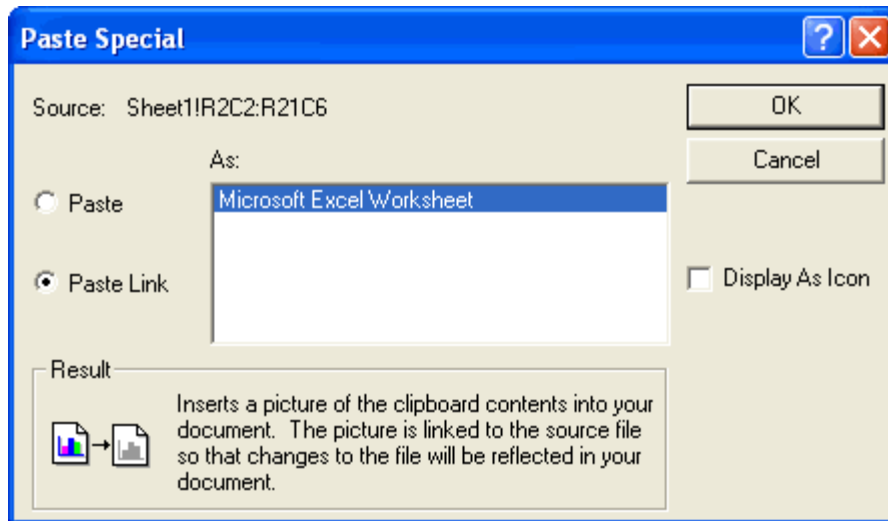 Paste Special
Source: Sheet1!R2C2:R21C6
OK
As:
Cancel
Paste
Microsoft Excel Worksheet
Paste Link
Display As Icon
Result
Inserts a picture of the clipboard contents into your
document. The picture is linked to the source file
so that changes to the file will be reflected in your
document.